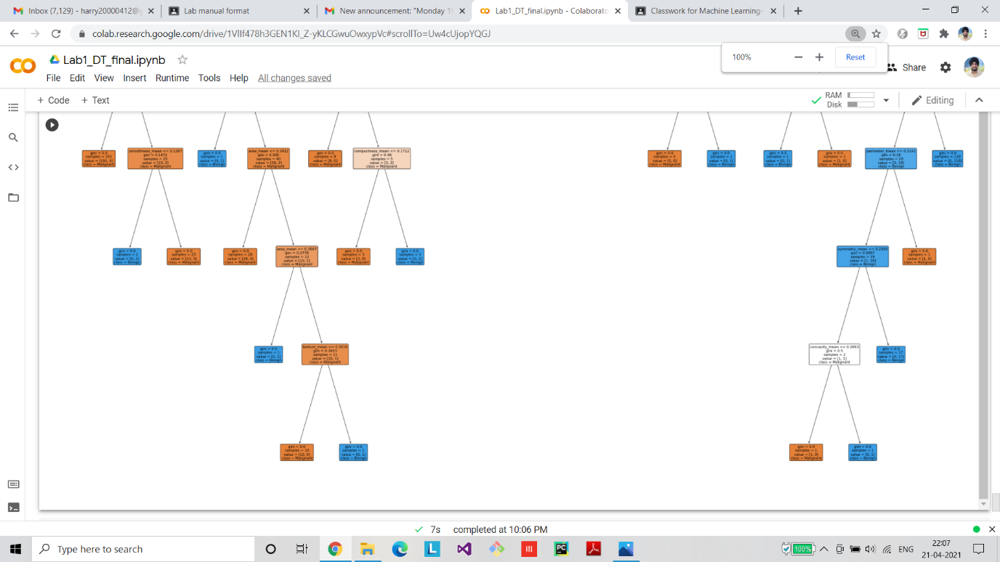 Inbox (7,129) - harry20000412@g
Lab manual format
New announcement: "Monday 19
Lab1_DT_final.ipynb - Colaborato
Classwork for Machine Learning-
100%
Reset
Lab1_DT_final.ipynb
File Edit View Insert Runtime Tools Help All changes saved
Share
+ Code + Text
RAM
Disk
Editing
gini = 0.0
samples = 191
value = [191, 0]
class = Malignant
smoothness_mean <= 0.1387
gini = 0.1472
samples = 25
value = [23, 2]
class = Malignant
gini = 0.0
samples = 1
value = [0, 1]
class = Benign
area_mean <= 0.3412
gini = 0.095
samples = 40
value = [38, 2]
class = Malignant
gini = 0.0
samples = 8
value = [8, 0]
class = Malignant
compactness_mean <= 0.1712
gini = 0.48
samples = 5
value = [3, 2]
class = Malignant
gini = 0.0
samples = 5
value = [5, 0]
class = Malignant
gini = 0.0
samples = 1
value = [0, 1]
class = Benign
gini = 0.0
samples = 1
value = [0, 1]
class = Benign
gini = 0.0
samples = 1
value = [1, 0]
class = Malignant
perimeter_mean <= 0.2141
gini = 0.18
samples = 20
value = [2, 18]
class = Benign
gini = 0.0
samples = 118
value = [0, 118]
class = Benign
gini = 0.0
samples = 2
value = [0, 2]
class = Benign
gini = 0.0
samples = 23
value = [23, 0]
class = Malignant
gini = 0.0
samples = 28
value = [28, 0]
class = Malignant
area_mean <= 0.3507
gini = 0.2778
samples = 12
value = [10, 2]
class = Malignant
gini = 0.0
samples = 3
value = [3, 0]
class = Malignant
gini = 0.0
samples = 2
value = [0, 2]
class = Benign
symmetry_mean <= 0.2329
gini = 0.0997
samples = 19
value = [1, 18]
class = Benign
gini = 0.0
samples = 1
value = [1, 0]
class = Malignant
gini = 0.0
samples = 1
value = [0, 1]
class = Benign
texture_mean <= 0.3019
gini = 0.1653
samples = 11
value = [10, 1]
class = Malignant
concavity_mean <= 0.2863
gini = 0.5
samples = 2
value = [1, 1]
class = Malignant
gini = 0.0
samples = 17
value = [0, 17]
class = Benign
gini = 0.0
samples = 10
value = [10, 0]
class = Malignant
gini = 0.0
samples = 1
value = [0, 1]
class = Benign
gini = 0.0
samples = 1
value = [1, 0]
class = Malignant
gini = 0.0
samples = 1
value = [0, 1]
class = Benign
7s completed at 10:06 PM
Type here to search
100%
ENG
22:07
21-04-2021